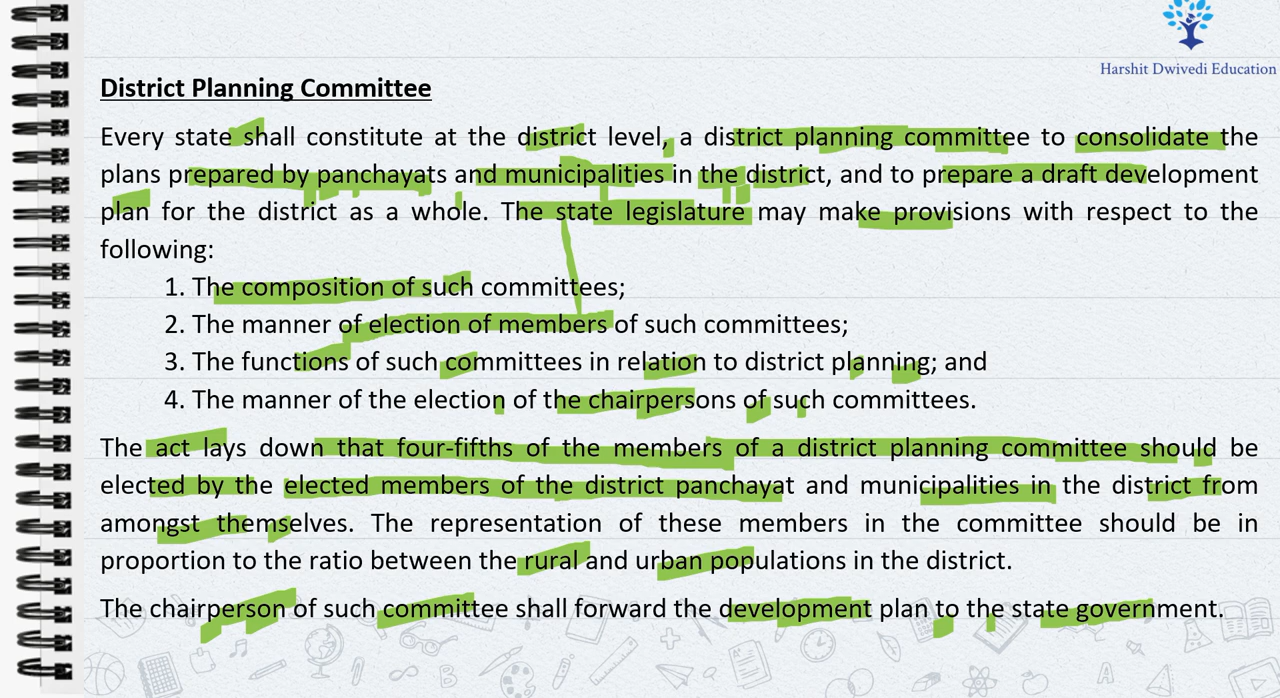 Harshit Dwivedi Education
District Planning Committee
Every state shall constitute at the district level, a district planning committee to consolidate the
plans prepared by panchayats and municipalities in the district, and to prepare a draft development
plan for the district as a whole. The state legislature may make provisions with respect to the
following:
1. The composition of such committees;
2. The manner of election of members of such committees;
3. The functions of such committees in relation to district planning; and
4. The manner of the election of the chairpersons of such committees.
The act lays down that four-fifths of the members of a district planning committee should be
elected by the elected members of the district panchayat and municipalities in the district from
amongst themselves. The representation of these members in the committee should be in
proportion to the ratio between the rural and urban populations in the district.
The chairperson of such committee shall forward the development plan to the state government.